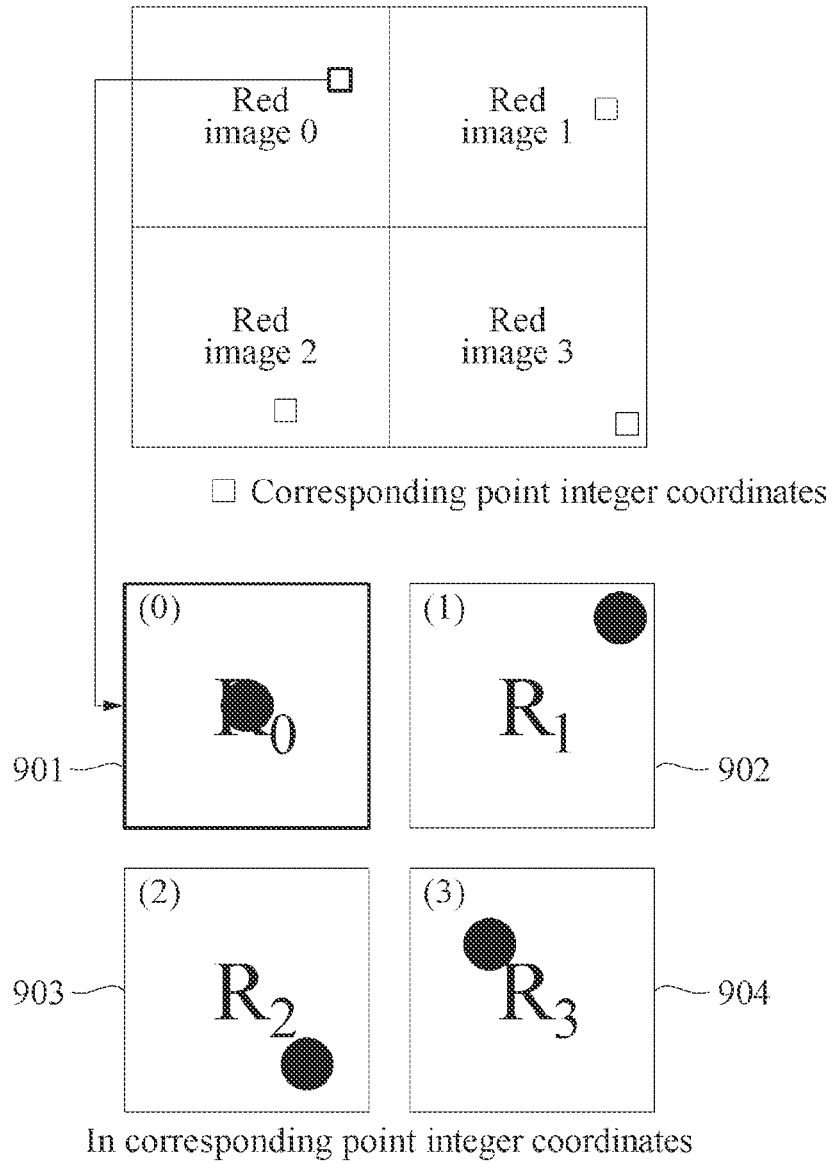 Red
image 0
Red
image 1
Red
image 2
Red
image 3
Corresponding point integer coordinates
(0)
R0
901
(1)
R1
902
(2)
R2
903
(3)
R3
904
In corresponding point integer coordinates